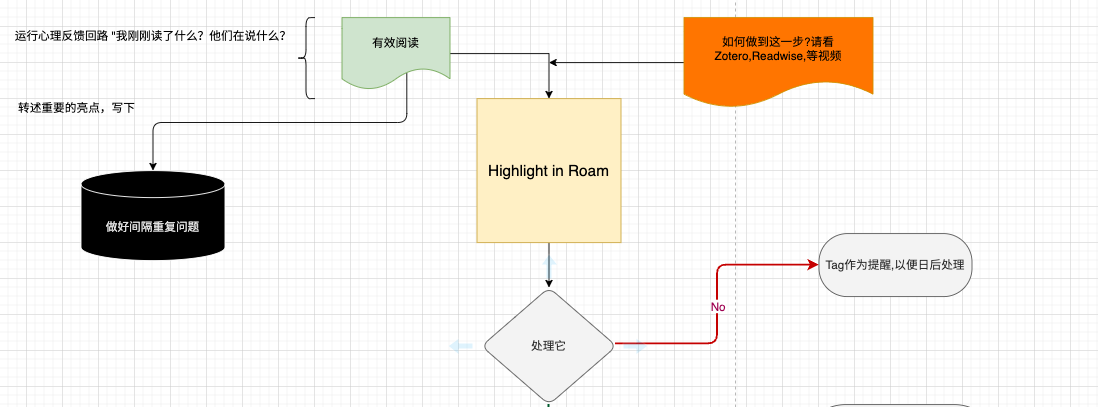 运行心理反馈回路 "我刚刚读了什么？他们在说什么？
转述重要的亮点，写下
有效阅读
如何做到这一步?请看
Zotero,Readwise,等视频
Highlight in Roam
做好间隔重复问题
Tag作为提醒,以便日后处理
No
处理它